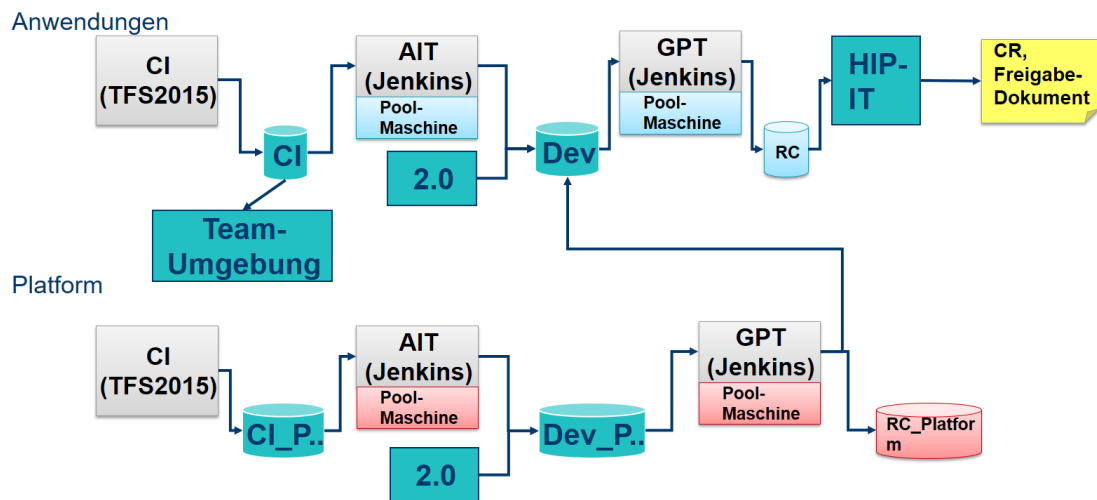 Anwendungen
CI
(TFS2015)
AIT
(Jenkins)
Pool-
Maschine
GPT
(Jenkins)
Pool-
Maschine
HIP-
IT
CR,
Freigabe-
Dokument
CI
Dev
RC
2.0
Team-
Umgebung
Platform
CI
(TFS2015)
AIT
(Jenkins)
Pool-
Maschine
GPT
(Jenkins)
Pool-
Maschine
CI_P..
Dev_P..
RC_Platfor
m
2.0